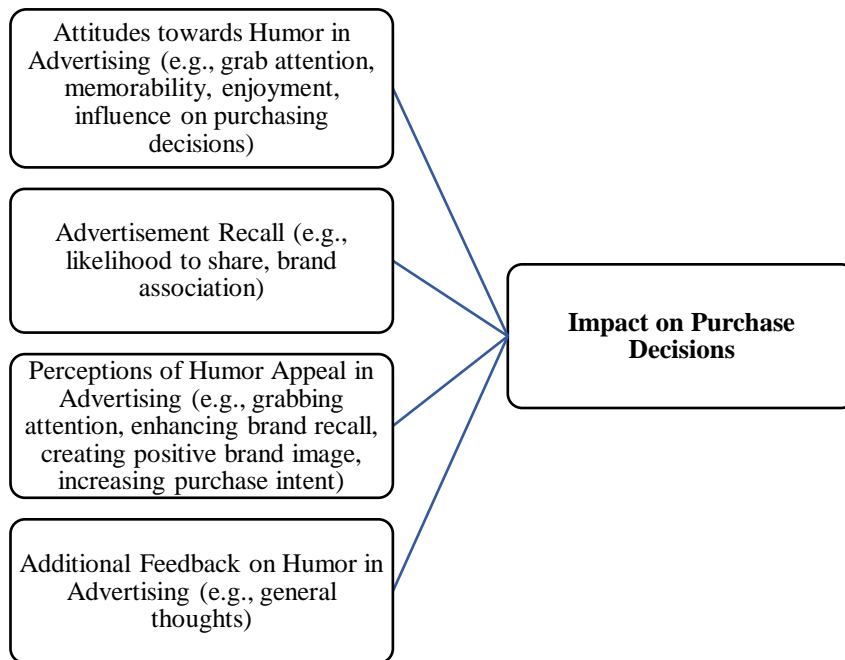 Attitudes towards Humor in
Advertising (e.g., grab attention,
memorability, enjoyment,
influence on purchasing
decisions)
Advertisement Recall (e.g.,
likelihood to share, brand
association)
Perceptions of Humor Appeal in
Advertising (e.g., grabbing
attention, enhancing brand recall,
creating positive brand image,
increasing purchase intent)
Additional Feedback on Humor in
Advertising (e.g., general
thoughts)
Impact on Purchase
Decisions